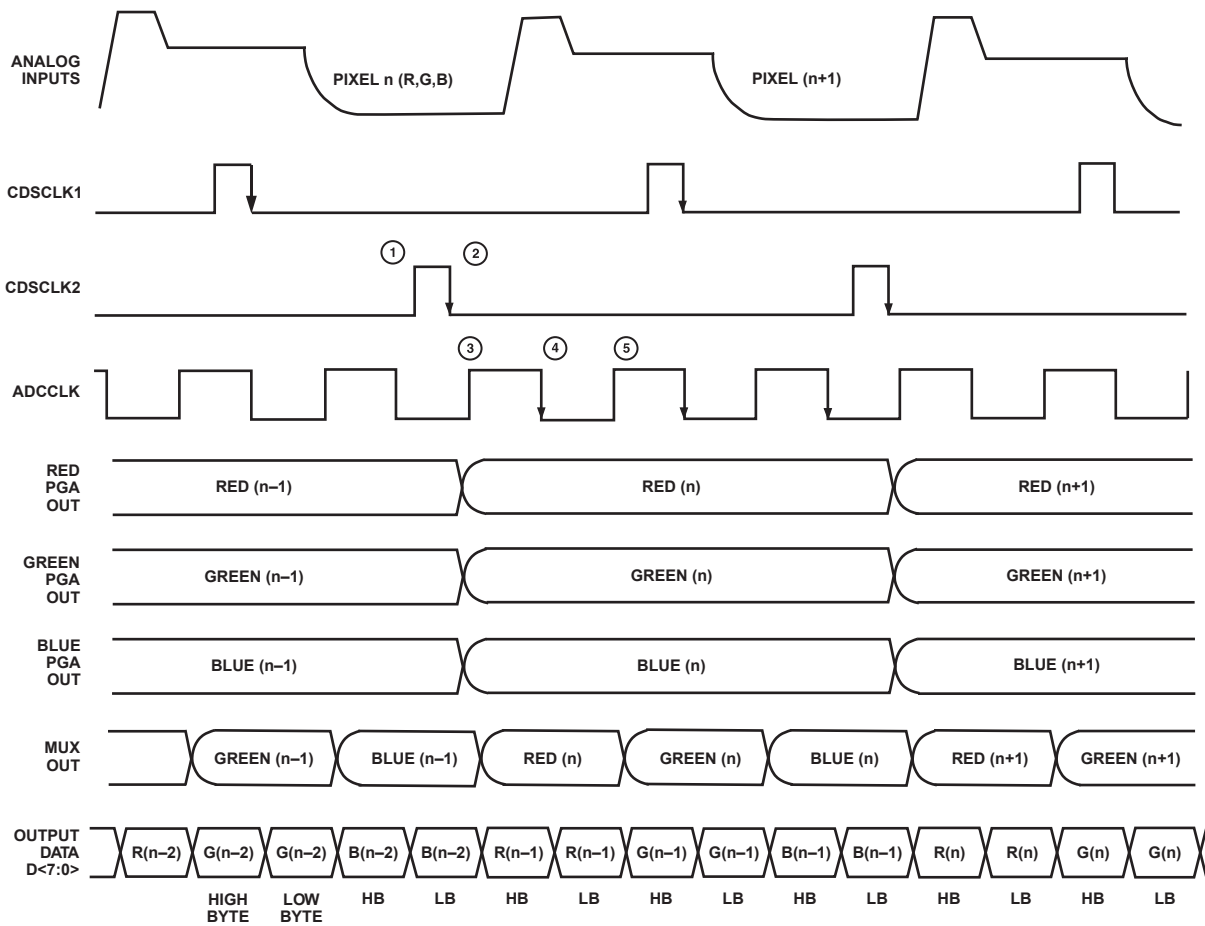 ANALOG
INPUTS
PIXEL n (R,G,B)
PIXEL (n+1)
CDSCLK1
1
2
CDSCLK2
3
4
5
ADCCLK
RED
PGA
OUT
RED (n–1)
RED (n)
RED (n+1)
GREEN
PGA
OUT
GREEN (n–1)
GREEN (n)
GREEN (n+1)
BLUE
PGA
OUT
BLUE (n–1)
BLUE (n)
BLUE (n+1)
MUX
OUT
GREEN (n–1)
BLUE (n–1)
RED (n)
GREEN (n)
BLUE (n)
RED (n+1)
GREEN (n+1)
OUTPUT
DATA
D<7:0>
R(n–2)
G(n–2)
G(n–2)
B(n–2)
B(n–2)
R(n–1)
R(n–1)
G(n–1)
G(n–1)
B(n–1)
B(n–1)
R(n)
R(n)
G(n)
G(n)
HIGH
BYTE
LOW
BYTE
HB
LB
HB
LB
HB
LB
HB
LB
HB
LB
HB
LB